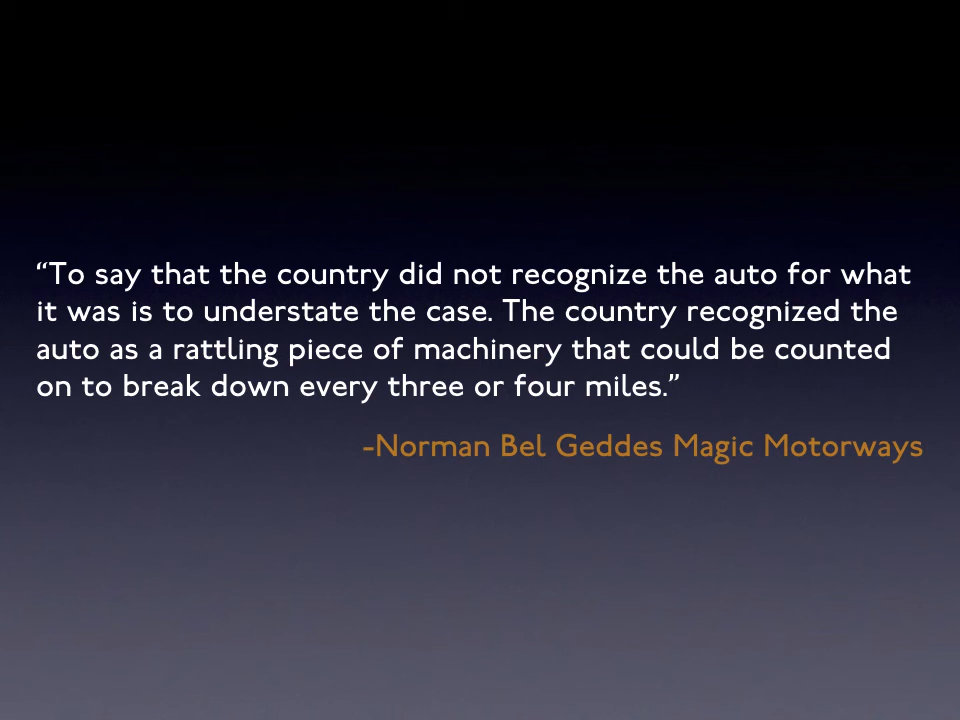 “To say that the country did not recognize the auto for what
it was is to understate the case. The country recognized the
auto as a rattling piece of machinery that could be counted
on to break down every three or four miles.”
-Norman Bel Geddes Magic Motorways